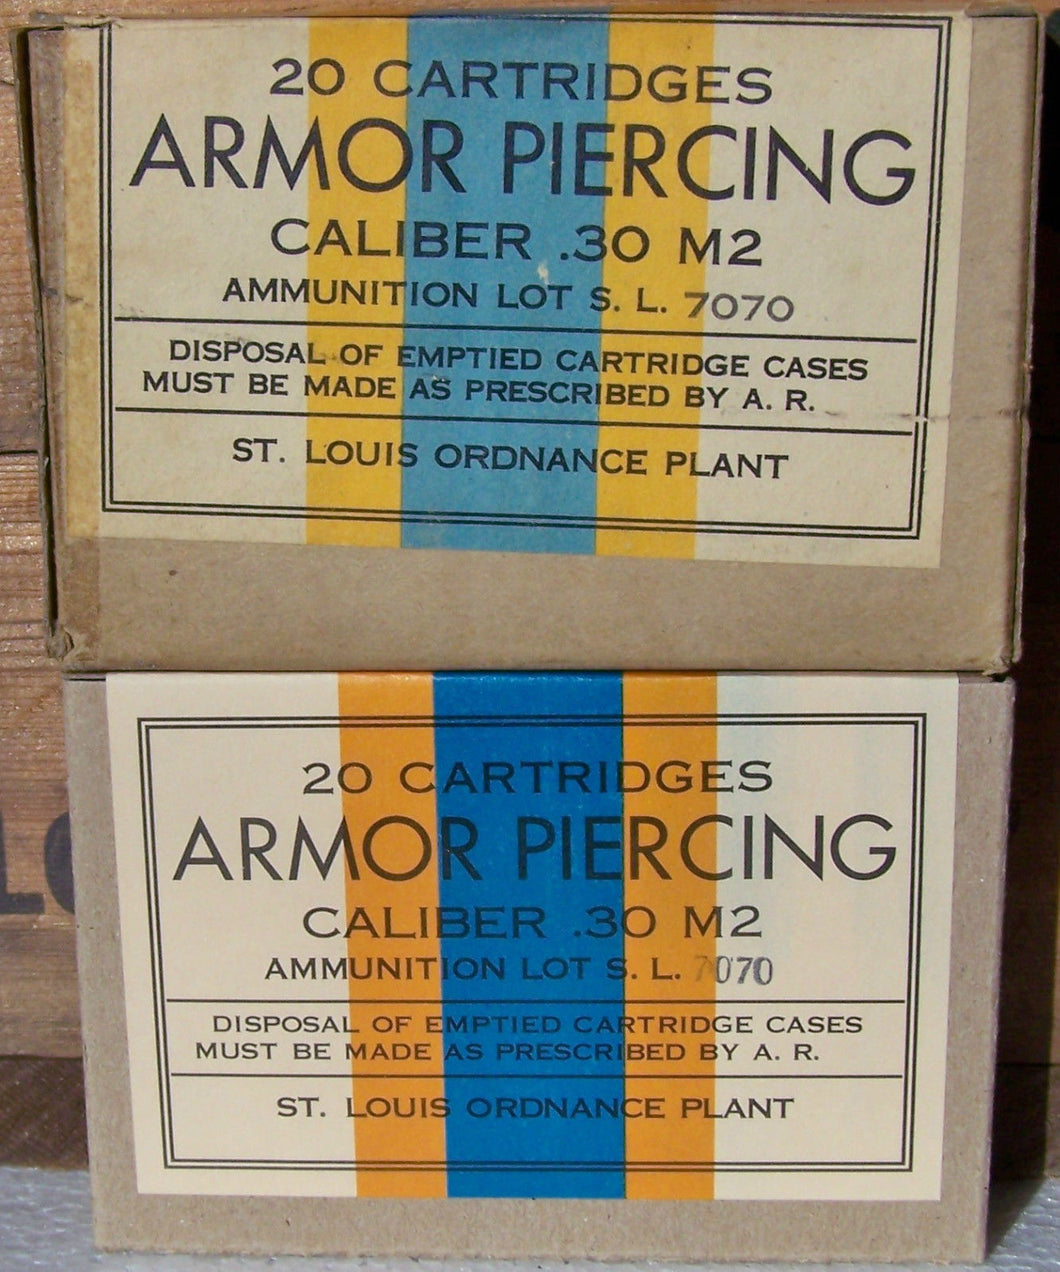 20 CARTRIDGES
ARMOR PIERCING
CALIBER .30 M2
AMMUNITION LOT S. L. 7070
DISPOSAL OF EMPTIED CARTRIDGE CASES
MUST BE MADE AS PRESCRIBED BY A. R.
ST. LOUIS ORDNANCE PLANT
20 CARTRIDGES
ARMOR PIERCING
CALIBER .30 M2
AMMUNITION LOT S. L. 7070
DISPOSAL OF EMPTIED CARTRIDGE CASES
MUST BE MADE AS PRESCRIBED BY A. R.
ST. LOUIS ORDNANCE PLANT